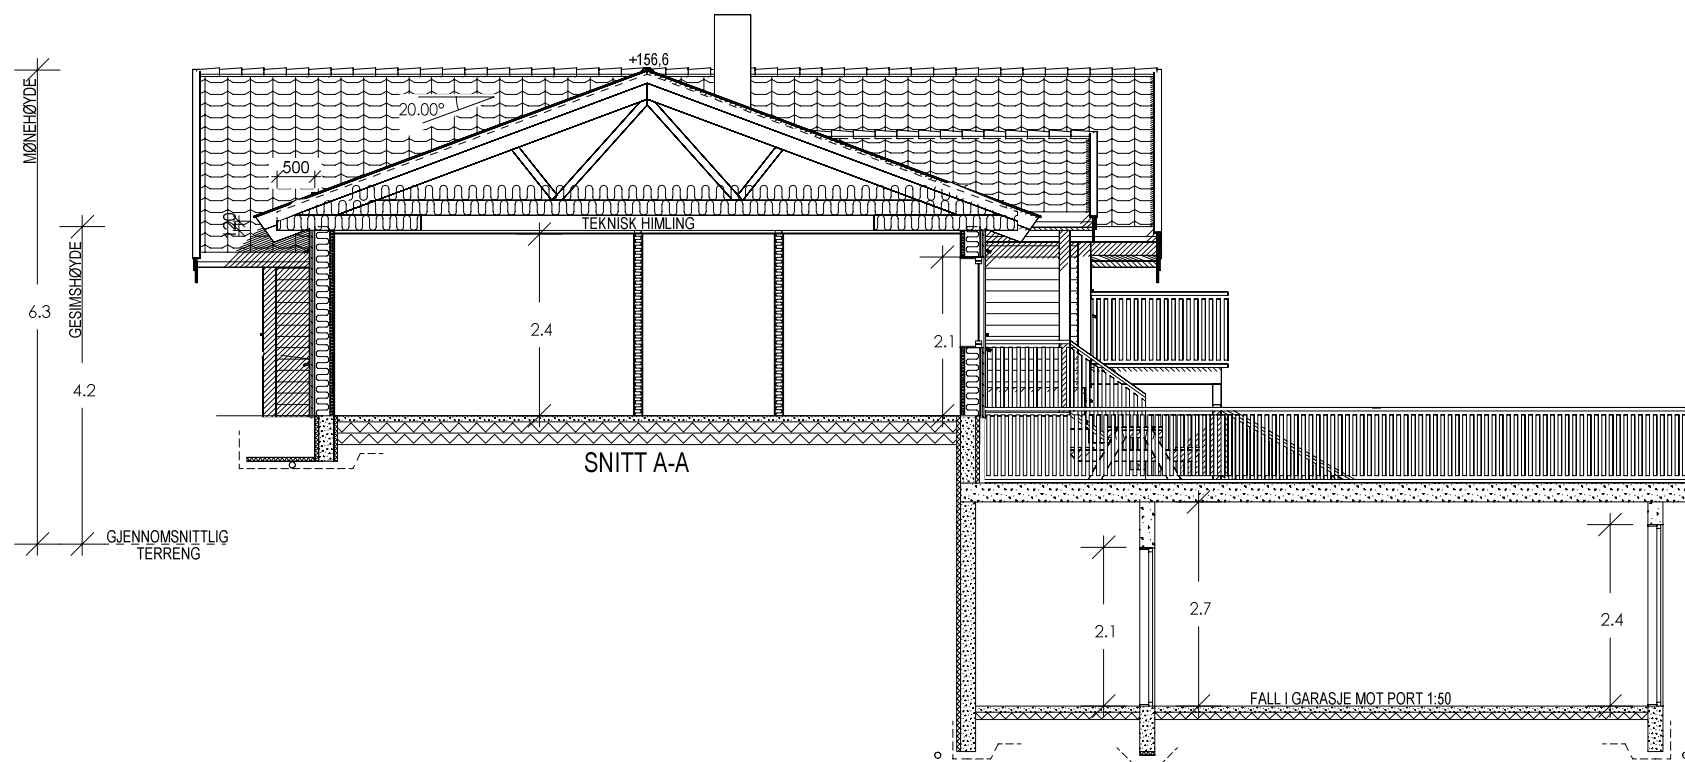 +156,6
MØNEHØYDE
20.00°
500
120
TEKNISK HIMLING
GESIMSHØYDE
6.3
2.4
2.1
4.2
SNITT A-A
GJENNOMSNITTLIG
TERRENG
2.7
2.1
2.4
FALL I GARASJE MOT PORT 1:50